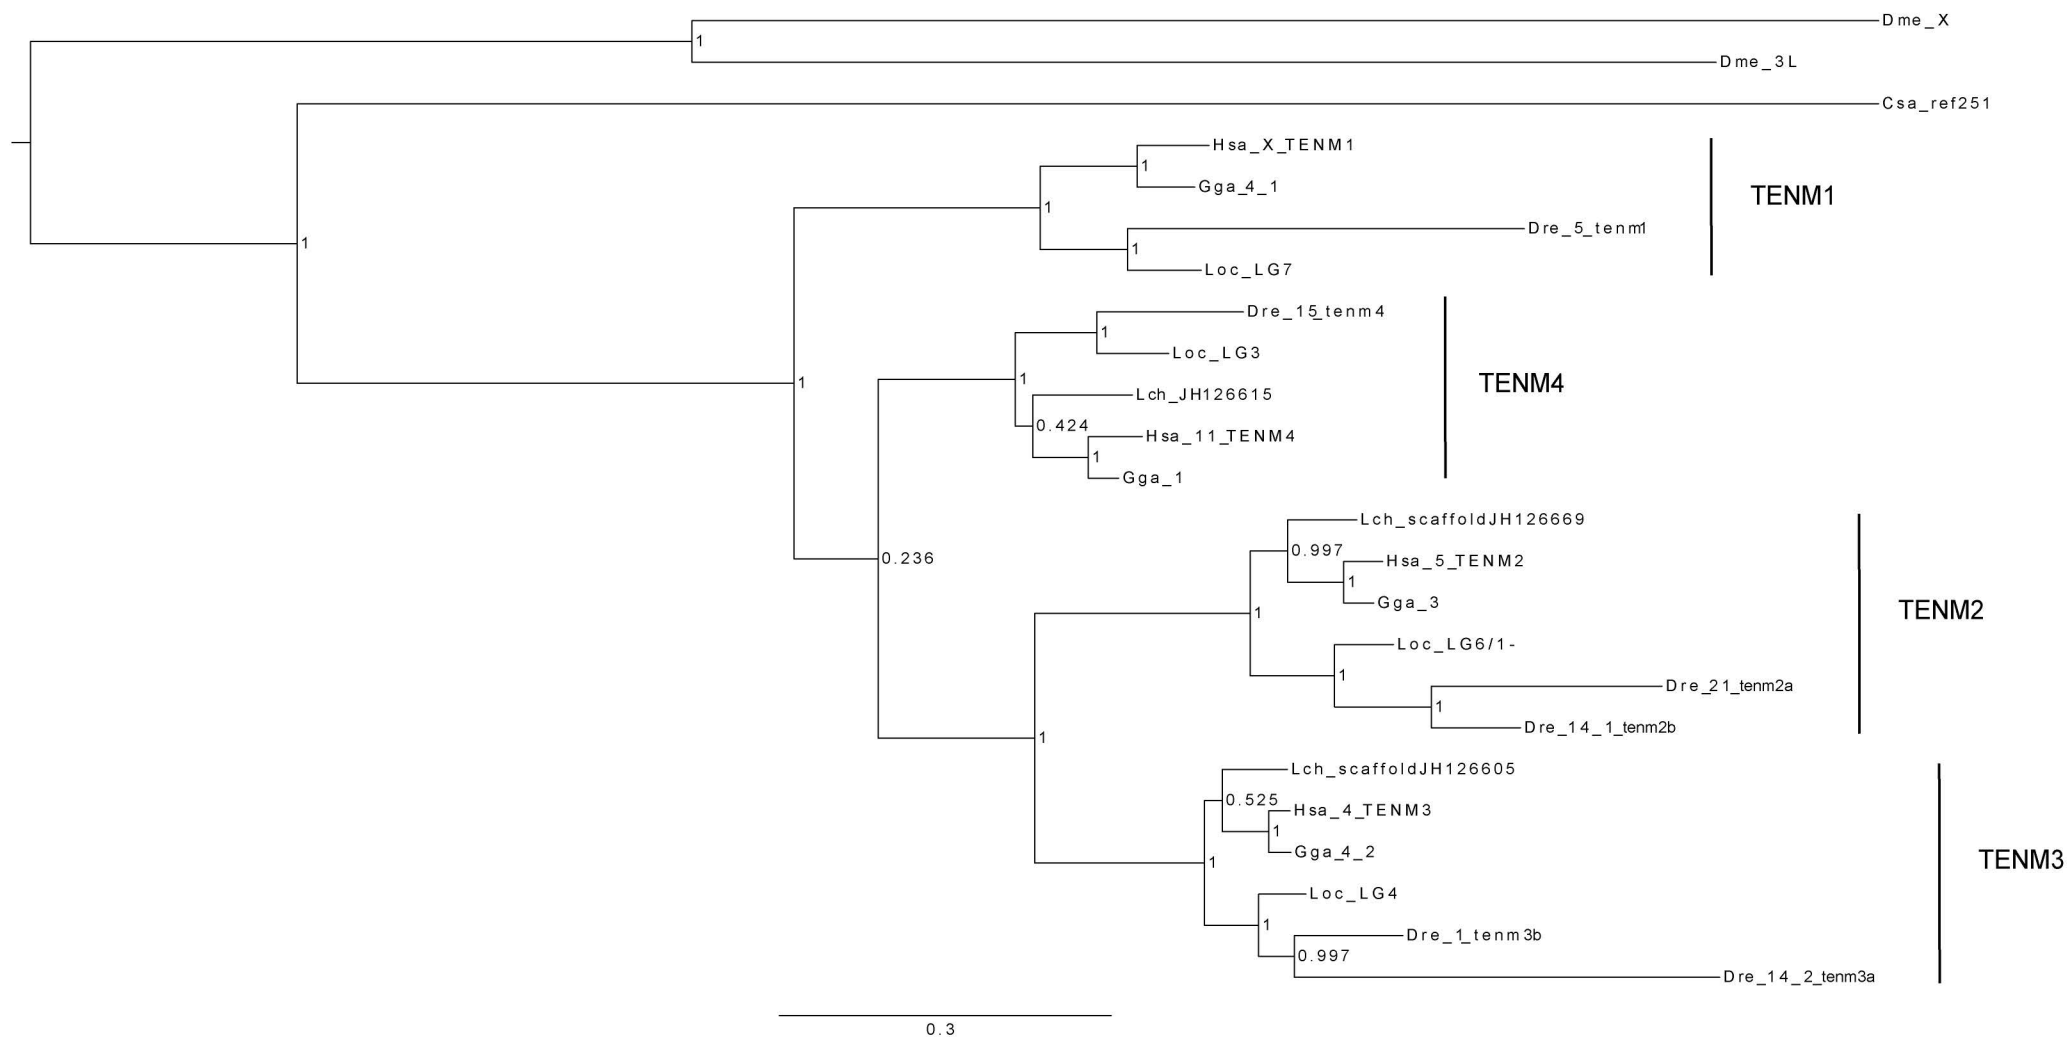 Dme_X
1
Dme_3L
Csa_ref251
Hsa_X_TENM1
1
Gga_4_1
TENM1
1
Dre_5_tenm1
1
1
Loc_LG7
Dre_15_tenm4
1
Loc_LG3
1
1
TENM4
Lch_JH126615
0.424
Hsa_11_TENM4
1
Gga_1
Lch_scaffoldJH126669
0.997
0.236
Hsa_5_TENM2
1
Gga_3
1
TENM2
Loc_LG6/1-
1
Dre_21_tenm2a
1
Dre_14_1_tenm2b
1
Lch_scaffoldJH126605
0.525
Hsa_4_TENM3
1
Gga_4_2
1
TENM3
Loc_LG4
1
Dre_1_tenm3b
0.997
Dre_14_2_tenm3a
0.3